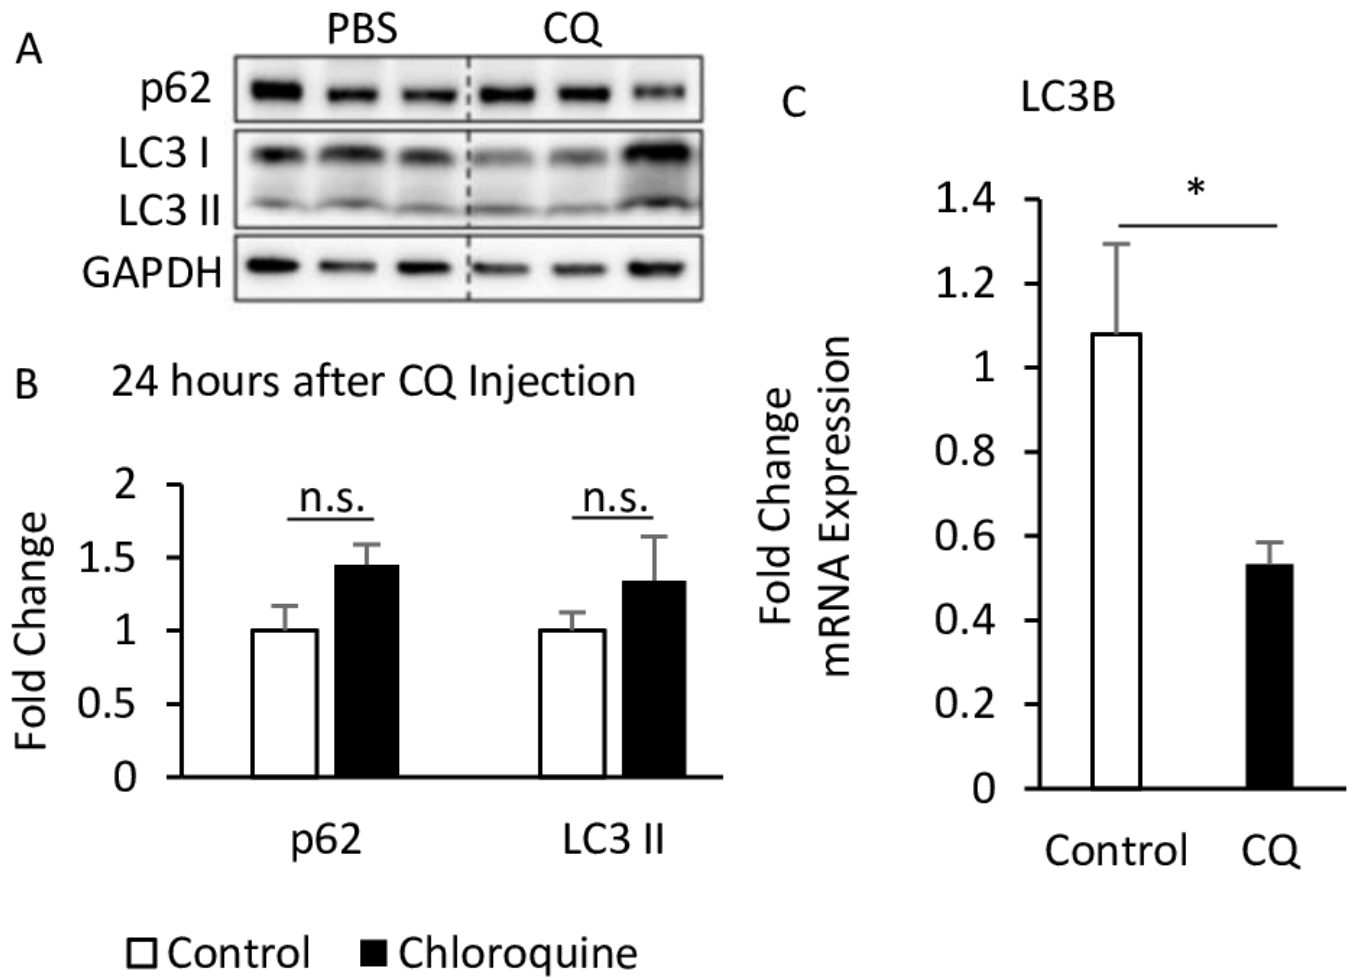 A
PBS CQ
p62
LC3 I
LC3 II
GAPDH
B 24 hours after CQ Injection
Fold Change
2
1.5
1
0.5
0
n.s. n.s.
p62 LC3 II
Control Chloroquine
C LC3B
Fold Change
mRNA Expression
1.4
1.2
1
0.8
0.6
0.4
0.2
0
*
Control CQ